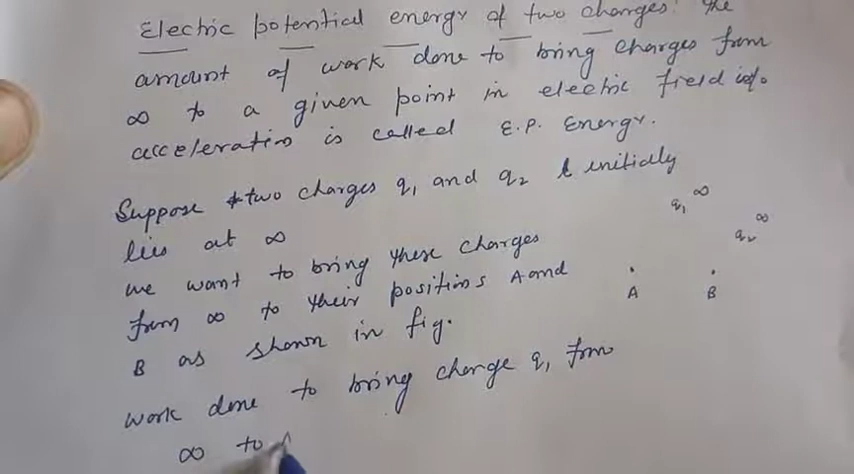 Electric potential energy of two charges: The
amount of work done to bring charges from
∞ to a given point in electric field w/o
acceleration is called E.P. Energy.
Suppose two charges q₁ and q₂ initially
lies at ∞
q₁ ∞
q₂ ∞
we want to bring these charges
from ∞ to their positions A and
B as shown in fig.
A B
work done to bring charge q₁ from
∞ to